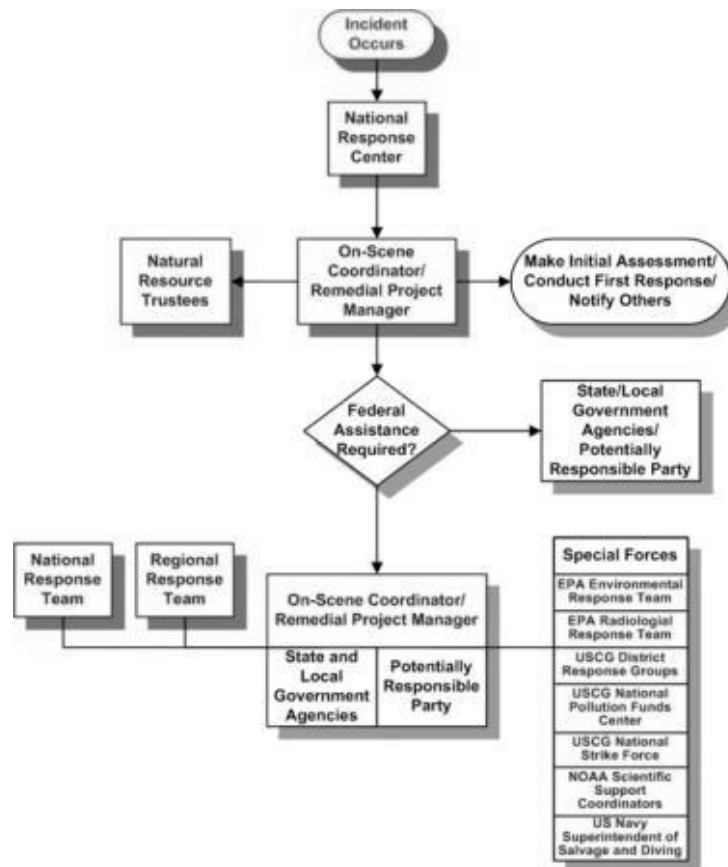 Incident
Occurs
National
Response
Center
Natural
Resource
Trustees
On-Scene
Coordinator/
Remedial Project
Manager
Make Initial Assessment/
Conduct First Response/
Notify Others
Federal
Assistance
Required?
State/Local
Government
Agencies/
Potentially
Responsible Party
National
Response
Team
Regional
Response
Team
On-Scene Coordinator/
Remedial Project Manager
State and
Local
Government
Agencies
Potentially
Responsible
Party
Special Forces
EPA Environmental
Response Team
EPA Radiologial
Response Team
USCG District
Response Groups
USCG National
Pollution Funds
Center
USCG National
Strike Force
NOAA Scientific
Support
Coordinators
US Navy
Superintendent of
Salvage and Diving